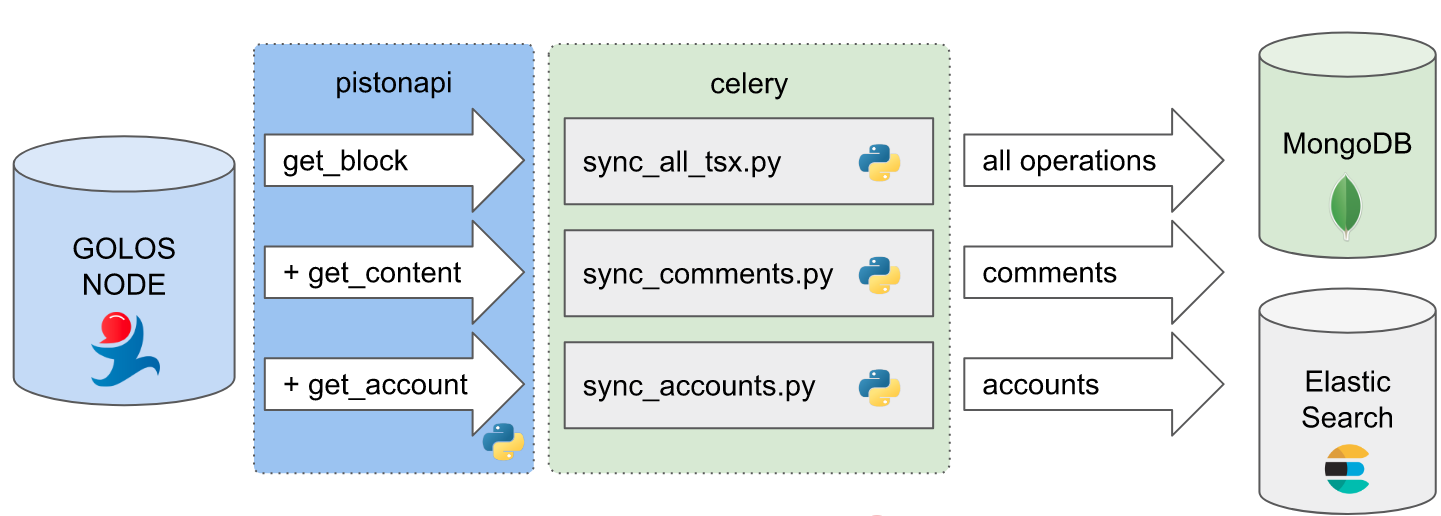 pistonapi
celery
get_block
sync_all_tsx.py
all operations
MongoDB
GOLOS
NODE
+ get_content
sync_comments.py
comments
+ get_account
sync_accounts.py
accounts
Elastic
Search